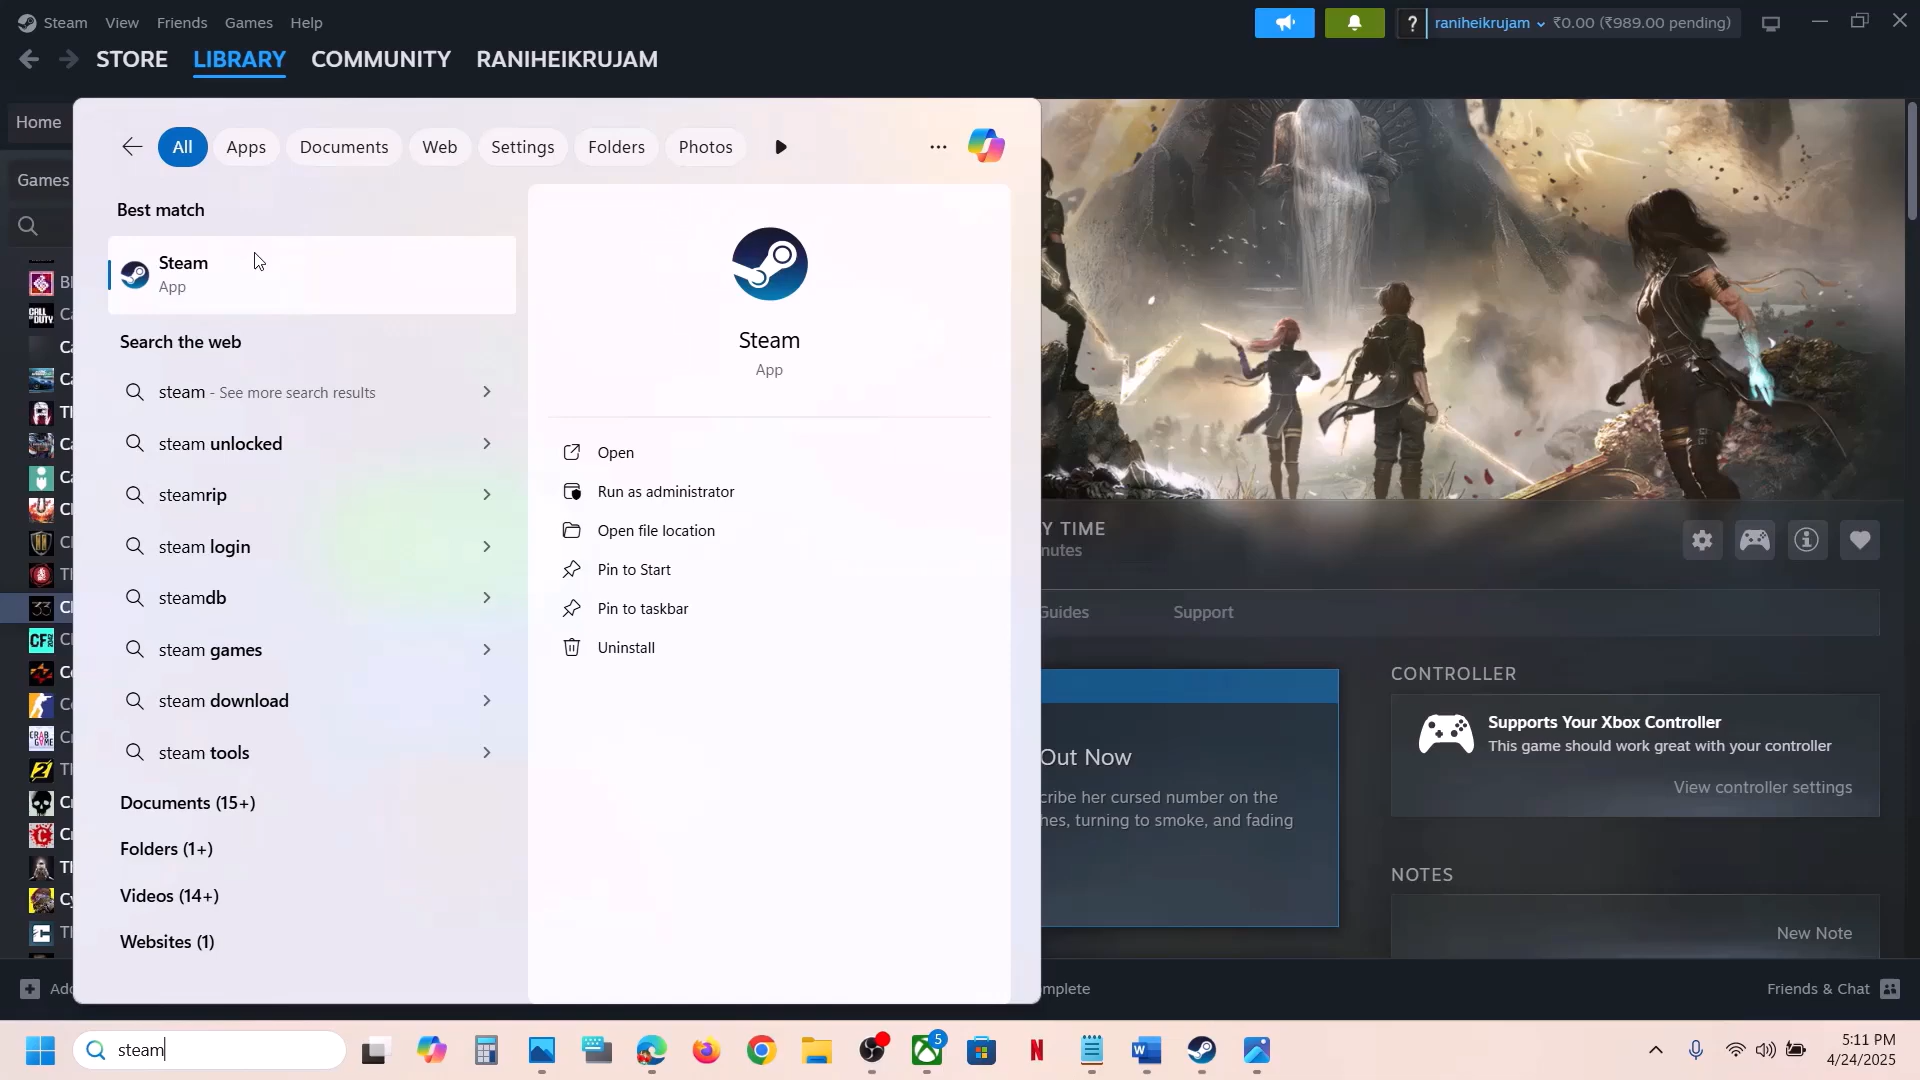 Steam View Friends Games Help
? raniheikrujam ₹0.00 (₹989.00 pending)
STORE LIBRARY COMMUNITY RANIHEIKRUJAM
Home
Games
All Apps Documents Web Settings Folders Photos
Best match
Steam
App
Search the web
steam - See more search results
steam unlocked
steamrip
steam login
steamdb
steam games
steam download
steam tools
Documents (15+)
Folders (1+)
Videos (14+)
Websites (1)
Steam
App
Open
Run as administrator
Open file location
Pin to Start
Pin to taskbar
Uninstall
Y TIME
nutes
Guides Support
Out Now
cribe her cursed number on the
hes, turning to smoke, and fading
CONTROLLER
Supports Your Xbox Controller
This game should work great with your controller
View controller settings
NOTES
New Note
Friends & Chat
steam
5
5:11 PM
4/24/2025